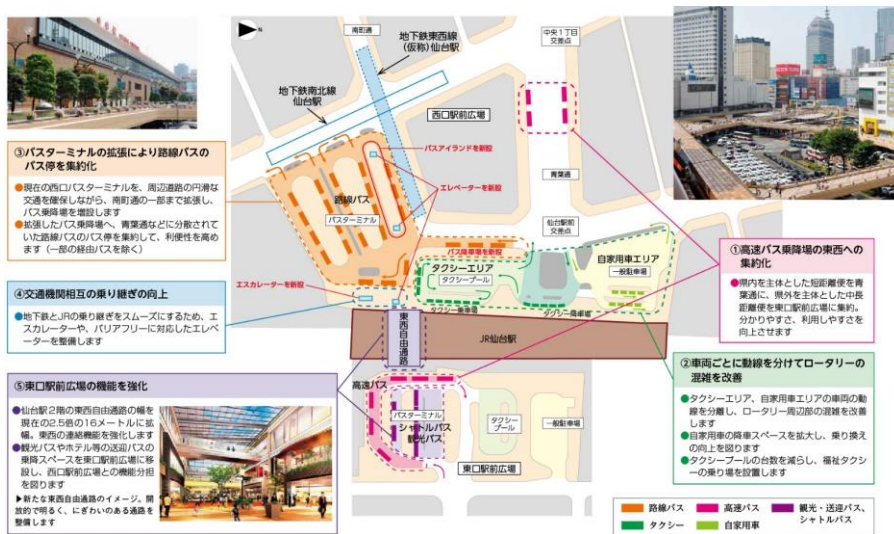 N
南町通
地下鉄東西線
(仮称)仙台駅
中央1丁目
交差点
地下鉄南北線
仙台駅
西口駅前広場
バスアイランドを新設
エレベーターを新設
路線バス
バスターミナル
青葉通
仙台駅前
交差点
バス降車場を新設
自家用車エリア
一般駐車場
タクシーエリア
タクシープール
エスカレーターを新設
タクシー乗車場
タクシー降車場
東西自由通路
JR仙台駅
高速バス
バスターミナル
シャトルバス
観光バス
タクシー
プール
一般駐車場
東口駅前広場
③バスターミナルの拡張により路線バスの
バス停を集約化
●現在の西口バスターミナルを、周辺道路の円滑な
交通を確保しながら、南町通の一部まで拡張し、
バス乗降場を増設します
●拡張したバス乗降場へ、青葉通などに分散されて
いた路線バスのバス停を集約して、利便性を高め
ます(一部の経由バスを除く)
④交通機関相互の乗り継ぎの向上
●地下鉄とJRの乗り継ぎをスムーズにするため、エ
スカレーターや、バリアフリーに対応したエレベ
ーターを整備します
⑤東口駅前広場の機能を強化
●仙台駅2階の東西自由通路の幅を
現在の2.5倍の16メートルに拡
幅。東西の連絡機能を強化します
●観光バスやホテル等の送迎バスの
乗降スペースを東口駅前広場に移
設し、西口駅前広場との機能分担
を図ります
▶新たな東西自由通路のイメージ。開
放的で明るく、にぎわいのある通路を
整備します
①高速バス乗降場の東西への
集約化
●県内を主体とした短距離便を青
葉通に、県外を主体とした中長
距離便を東口駅前広場に集約。
分かりやすさ、利用しやすさを
向上させます
②車両ごとに動線を分けてロータリーの
混雑を改善
●タクシーエリア、自家用車エリアの車両の動
線を分離し、ロータリー周辺部の混雑を改善
します
●自家用車の降車スペースを拡大し、乗り換え
の向上を図ります
●タクシープールの台数を減らし、福祉タクシ
ーの乗り場を設置します
路線バス
高速バス
観光・送迎バス、
シャトルバス
タクシー
自家用車